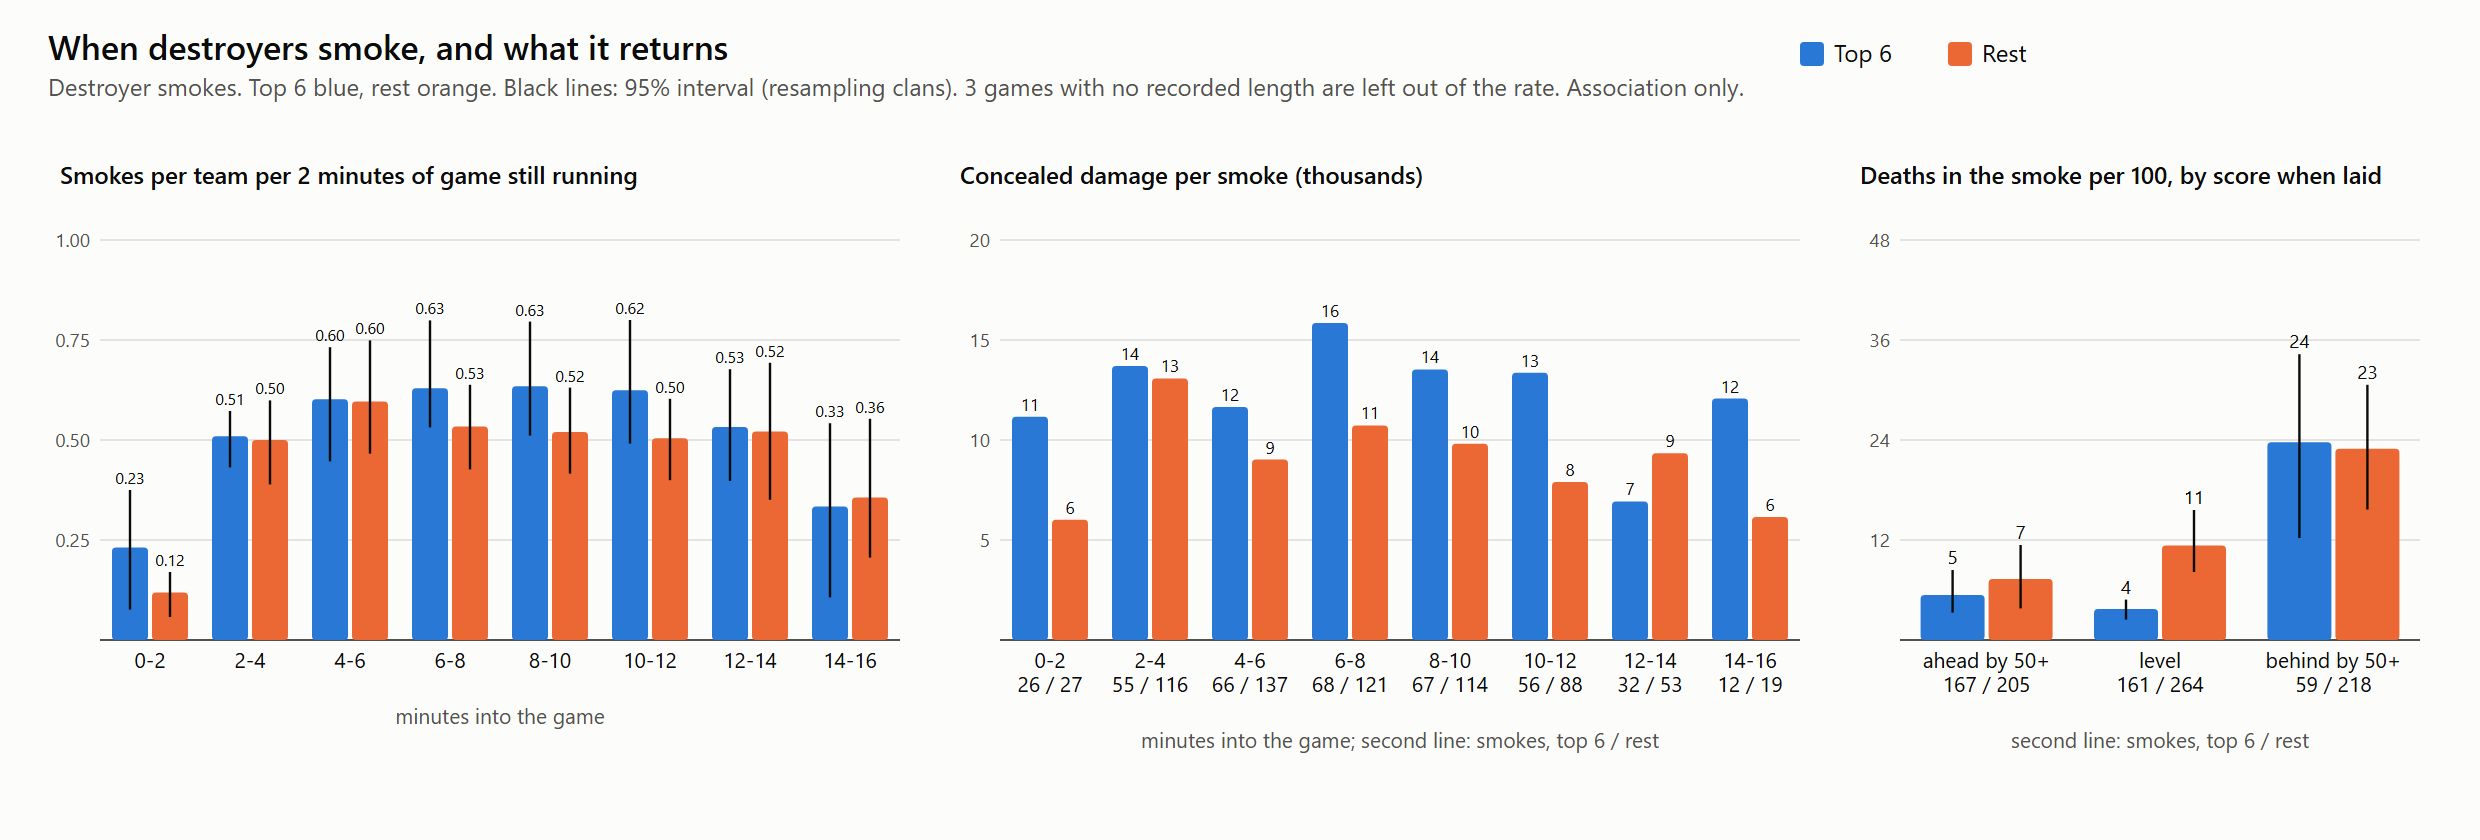 When destroyers smoke, and what it returns
Top 6
Rest
Destroyer smokes. Top 6 blue, rest orange. Black lines: 95% interval (resampling clans). 3 games with no recorded length are left out of the rate. Association only.
Smokes per team per 2 minutes of game still running
1.00
0.75
0.50
0.25
0.23
0.12
0.51
0.50
0.60
0.60
0.63
0.53
0.63
0.52
0.62
0.50
0.53
0.52
0.33
0.36
0-2
2-4
4-6
6-8
8-10
10-12
12-14
14-16
minutes into the game
Concealed damage per smoke (thousands)
20
15
10
5
11
6
14
13
12
9
16
11
14
10
13
8
7
9
12
6
0-2
2-4
4-6
6-8
8-10
10-12
12-14
14-16
26 / 27
55 / 116
66 / 137
68 / 121
67 / 114
56 / 88
32 / 53
12 / 19
minutes into the game; second line: smokes, top 6 / rest
Deaths in the smoke per 100, by score when laid
48
36
24
12
5
7
4
11
24
23
ahead by 50+
level
behind by 50+
167 / 205
161 / 264
59 / 218
second line: smokes, top 6 / rest